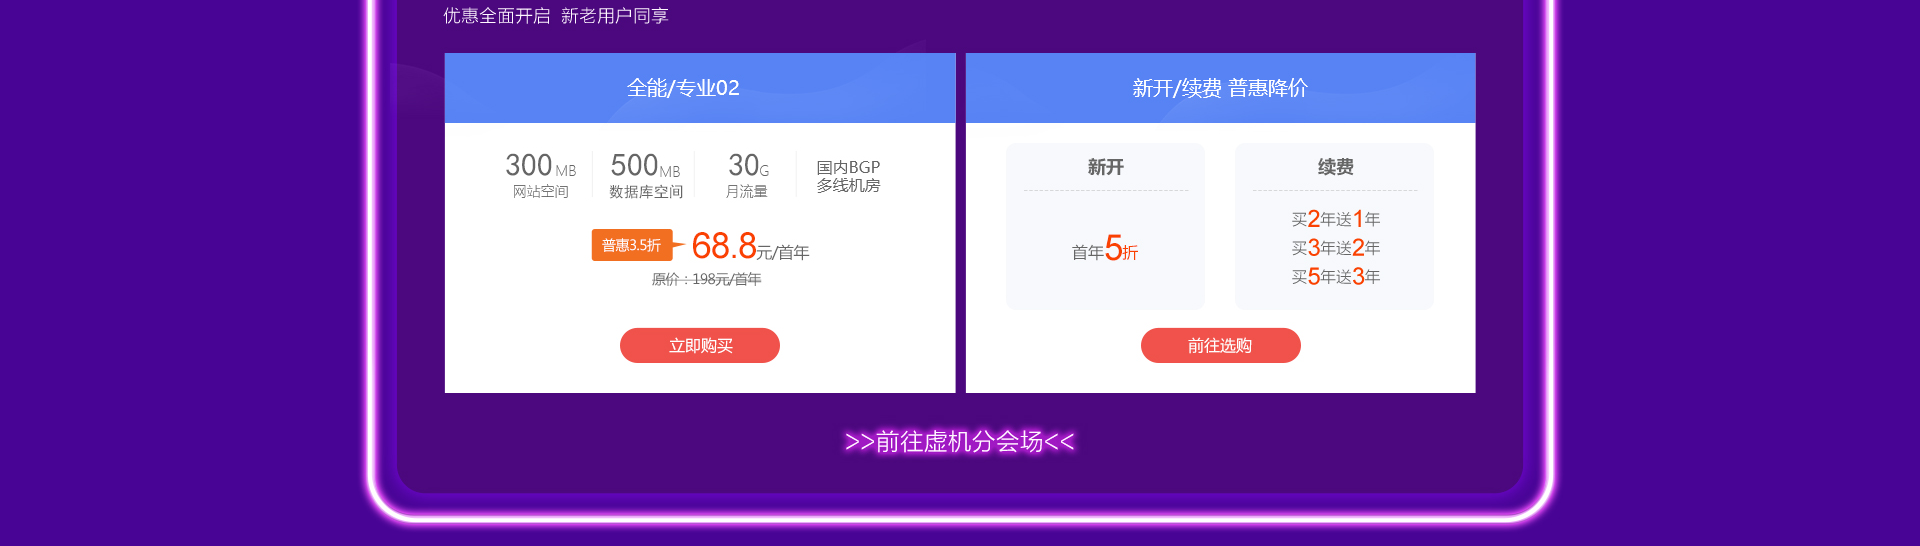 优惠全面开启 新老用户同享
全能/专业02
300MB
网站空间
500MB
数据库空间
30G
月流量
国内BGP
多线机房
普惠3.5折
68.8元/首年
原价：198元/首年
立即购买
新开/续费 普惠降价
新开
首年5折
续费
买2年送1年
买3年送2年
买5年送3年
前往选购
>>前往虚机分会场<<